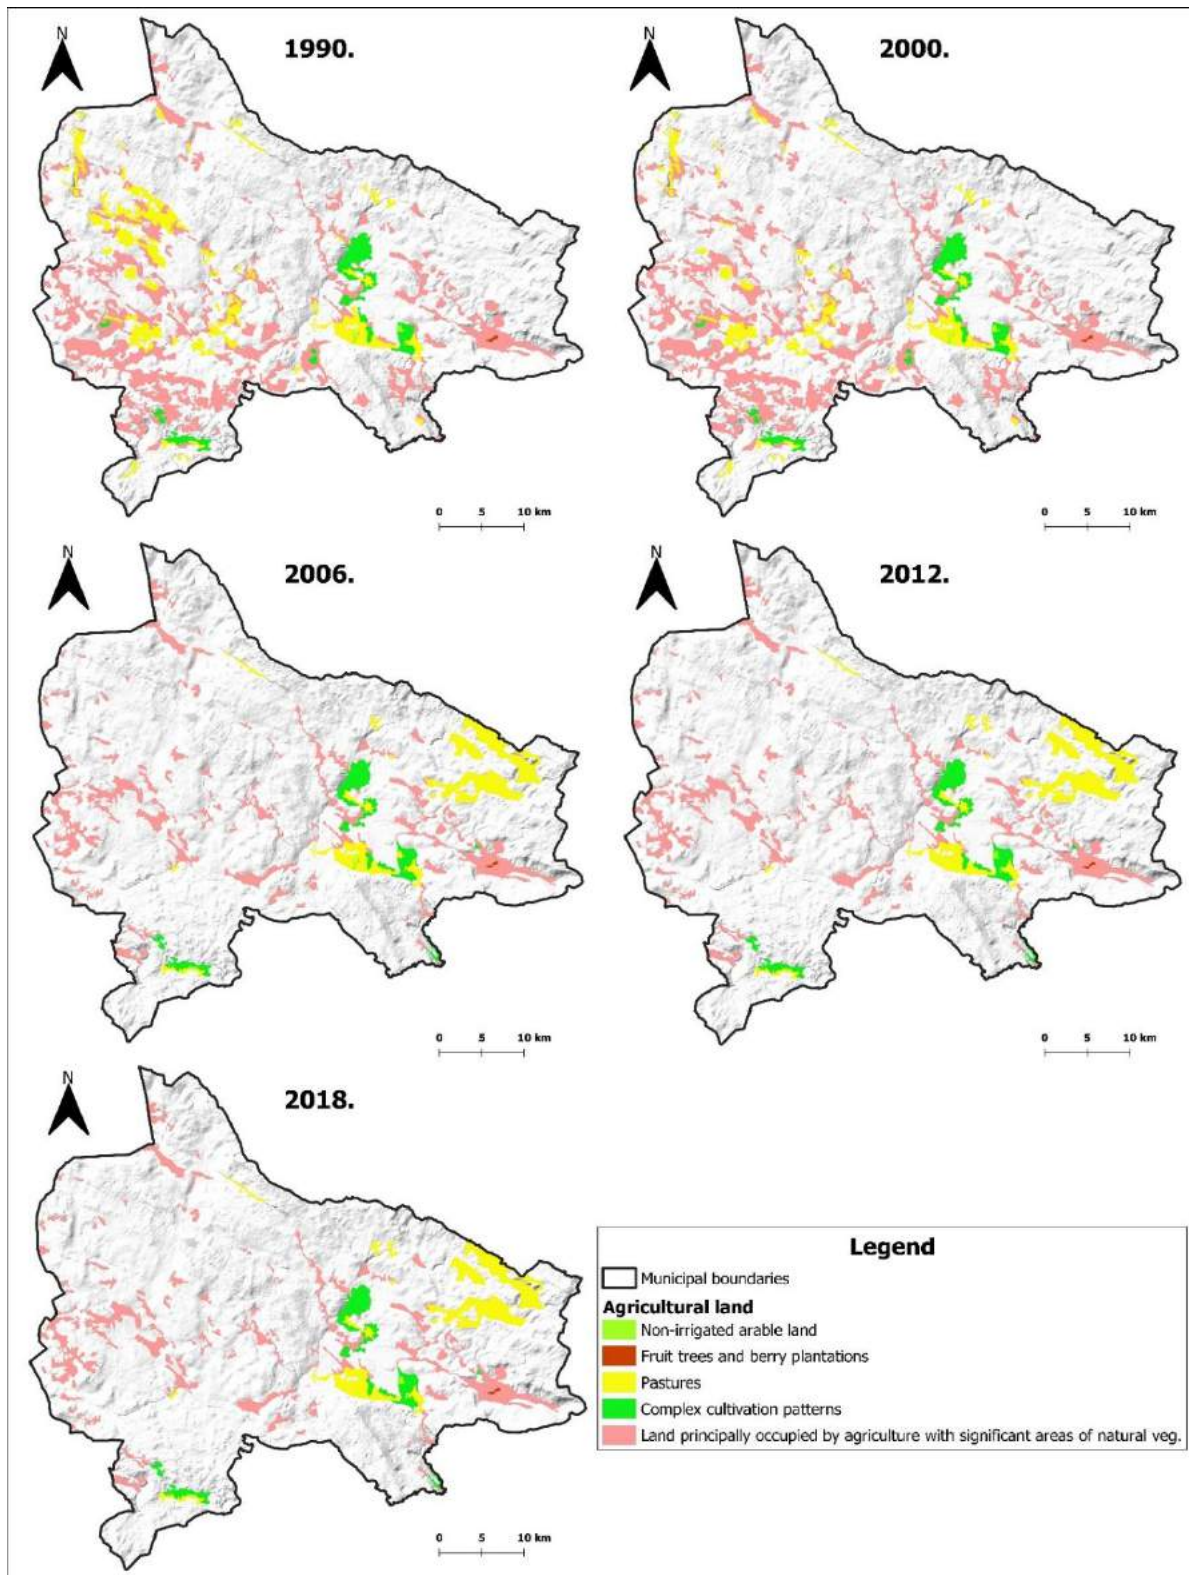 N
1990.
0 5 10 km
N
2000.
0 5 10 km
N
2006.
0 5 10 km
N
2012.
0 5 10 km
N
2018.
0 5 10 km
Legend
Municipal boundaries
Agricultural land
Non-irrigated arable land
Fruit trees and berry plantations
Pastures
Complex cultivation patterns
Land principally occupied by agriculture with significant areas of natural veg.